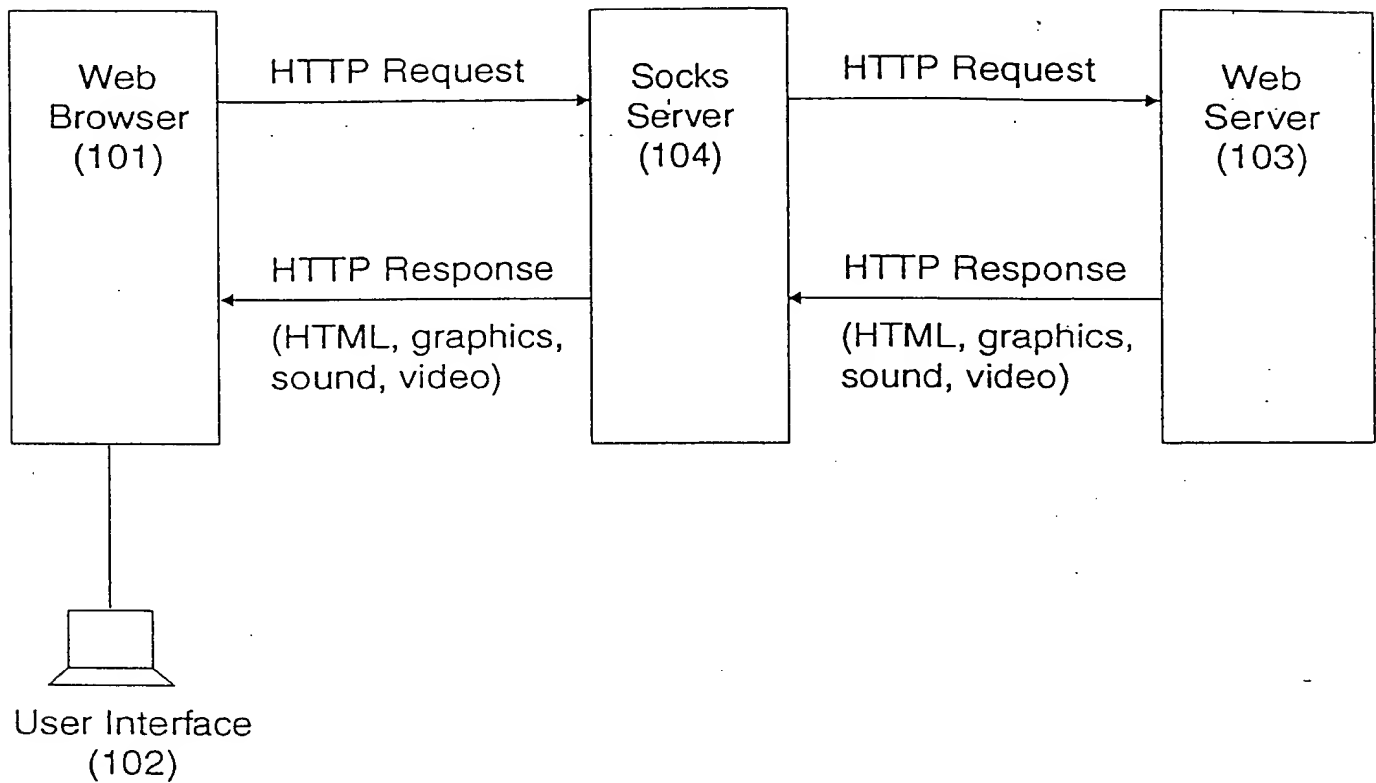 Web
Browser
(101)
HTTP Request
Socks
Server
(104)
HTTP Request
Web
Server
(103)
HTTP Response
(HTML, graphics,
sound, video)
HTTP Response
(HTML, graphics,
sound, video)
User Interface
(102)